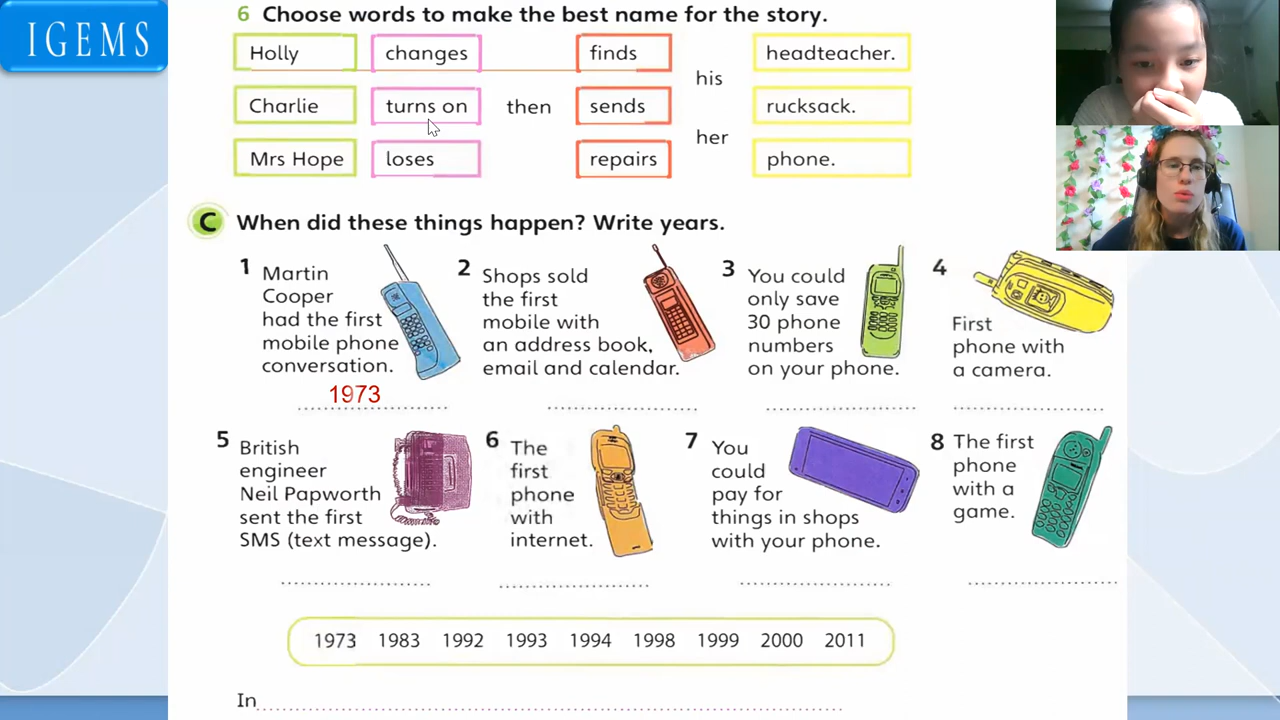 IGEMS
6 Choose words to make the best name for the story.
Holly changes finds headteacher.
his
Charlie turns on then sends rucksack.
her
Mrs Hope loses repairs phone.
C When did these things happen? Write years.
1 Martin
Cooper
had the first
mobile phone
conversation.
1973
2 Shops sold
the first
mobile with
an address book,
email and calendar.
3 You could
only save
30 phone
numbers
on your phone.
4 First
phone with
a camera.
5 British
engineer
Neil Papworth
sent the first
SMS (text message).
6 The
first
phone
with
internet.
7 You
could
pay for
things in shops
with your phone.
8 The first
phone
with a
game.
1973 1983 1992 1993 1994 1998 1999 2000 2011
In